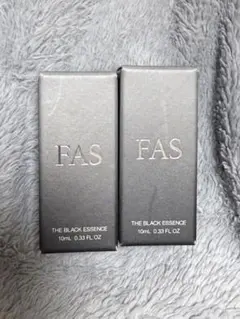 FAS
THE BLACK ESSENCE
10mL 0.33 FL OZ
FAS
THE BLACK ESSENCE
10mL 0.33 FL.OZ